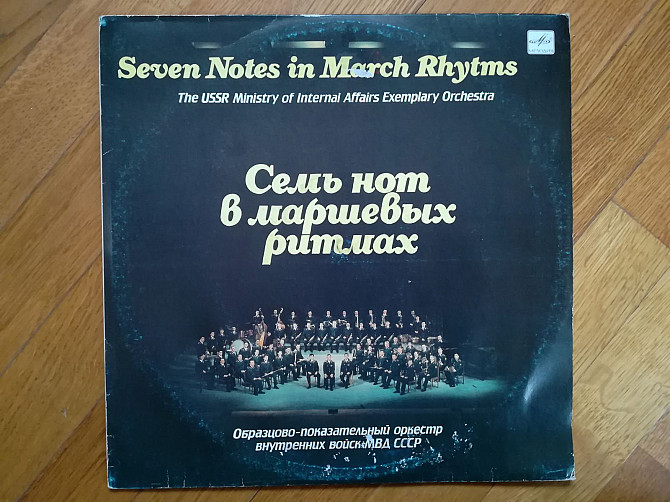 Seven Notes in March Rhytms
The USSR Ministry of Internal Affairs Exemplary Orchestra
Семь нот
в маршевых
ритмах
Образцово-показательный оркестр
внутренних войск МВД СССР